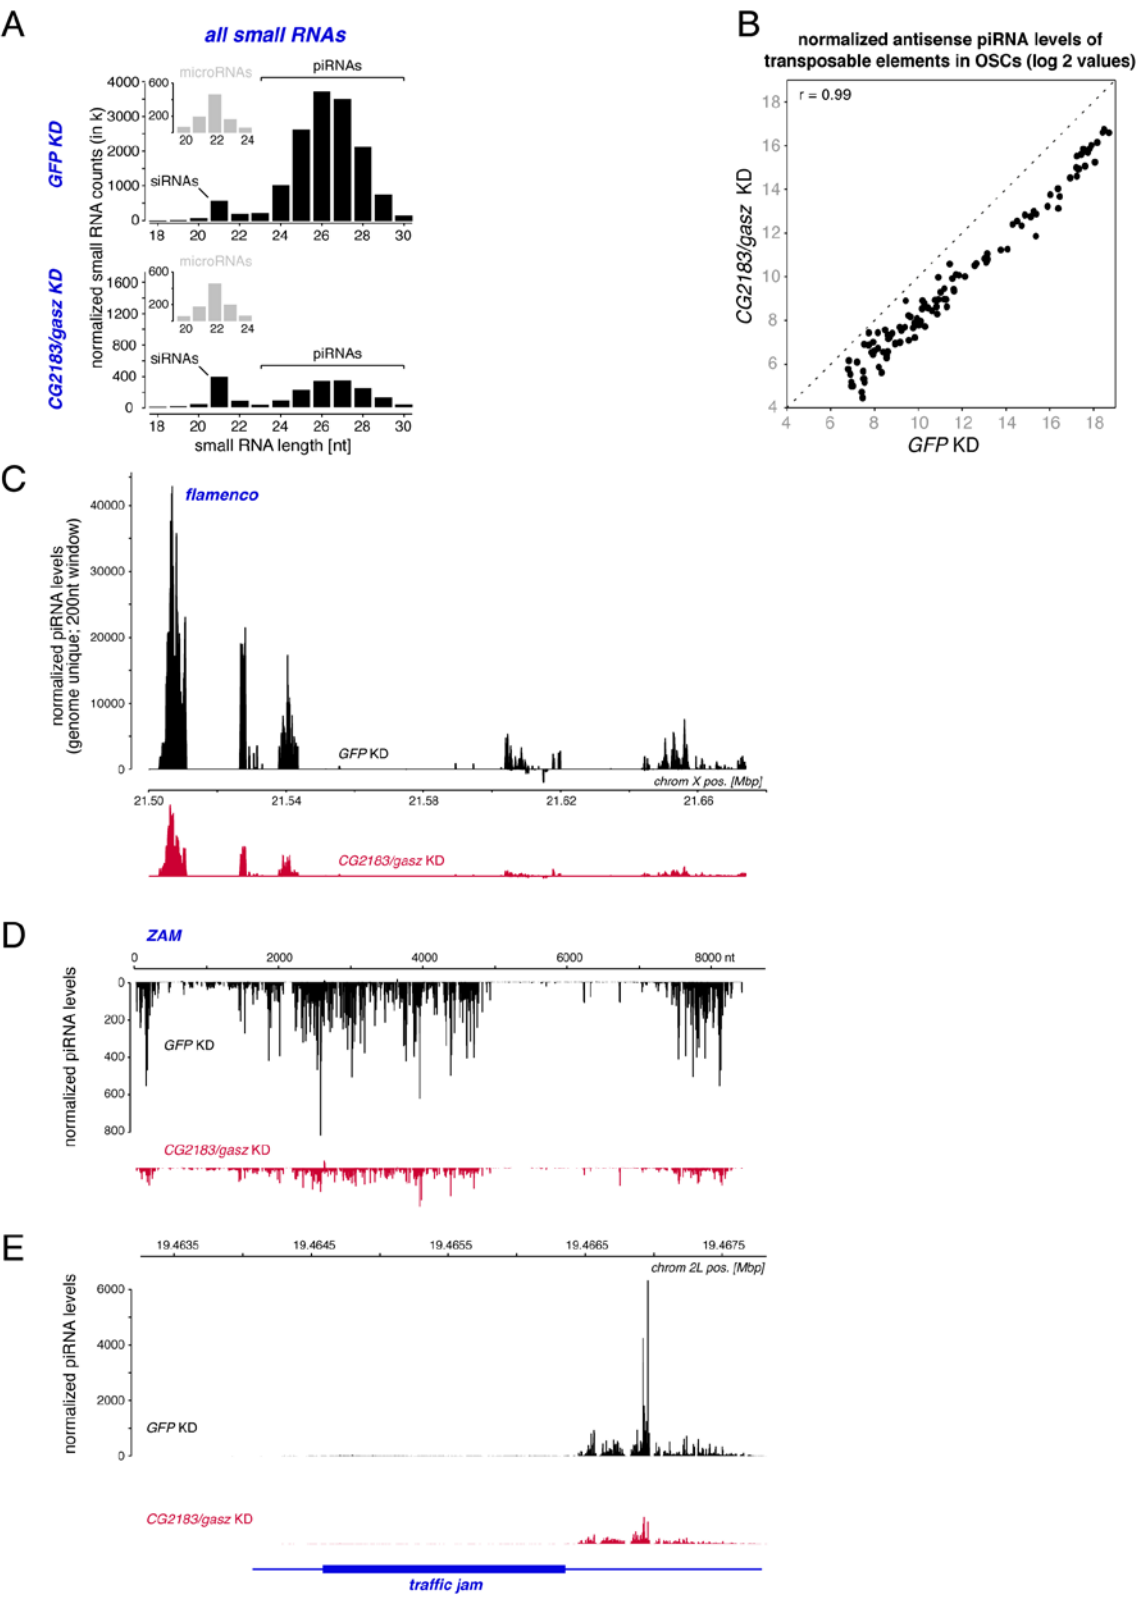 A
all small RNAs
GFP KD
normalized small RNA counts (in k)
4000
3000
2000
1000
0
microRNAs
600
200
20 22 24
piRNAs
siRNAs
18 20 22 24 26 28 30
CG2183/gasz KD
1600
1200
800
400
0
microRNAs
600
200
20 22 24
piRNAs
siRNAs
18 20 22 24 26 28 30
small RNA length [nt]
B
normalized antisense piRNA levels of
transposable elements in OSCs (log 2 values)
r = 0.99
CG2183/gasz KD
18
16
14
12
10
8
6
4
4 6 8 10 12 14 16 18
GFP KD
C
flamenco
normalized piRNA levels
(genome unique; 200nt window)
40000
30000
20000
10000
0
GFP KD
chrom X pos. [Mbp]
21.50 21.54 21.58 21.62 21.66
CG2183/gasz KD
D
ZAM
0 2000 4000 6000 8000 nt
normalized piRNA levels
0
200
400
600
800
GFP KD
CG2183/gasz KD
E
19.4635 19.4645 19.4655 19.4665 19.4675
chrom 2L pos. [Mbp]
normalized piRNA levels
6000
4000
2000
0
GFP KD
CG2183/gasz KD
traffic jam